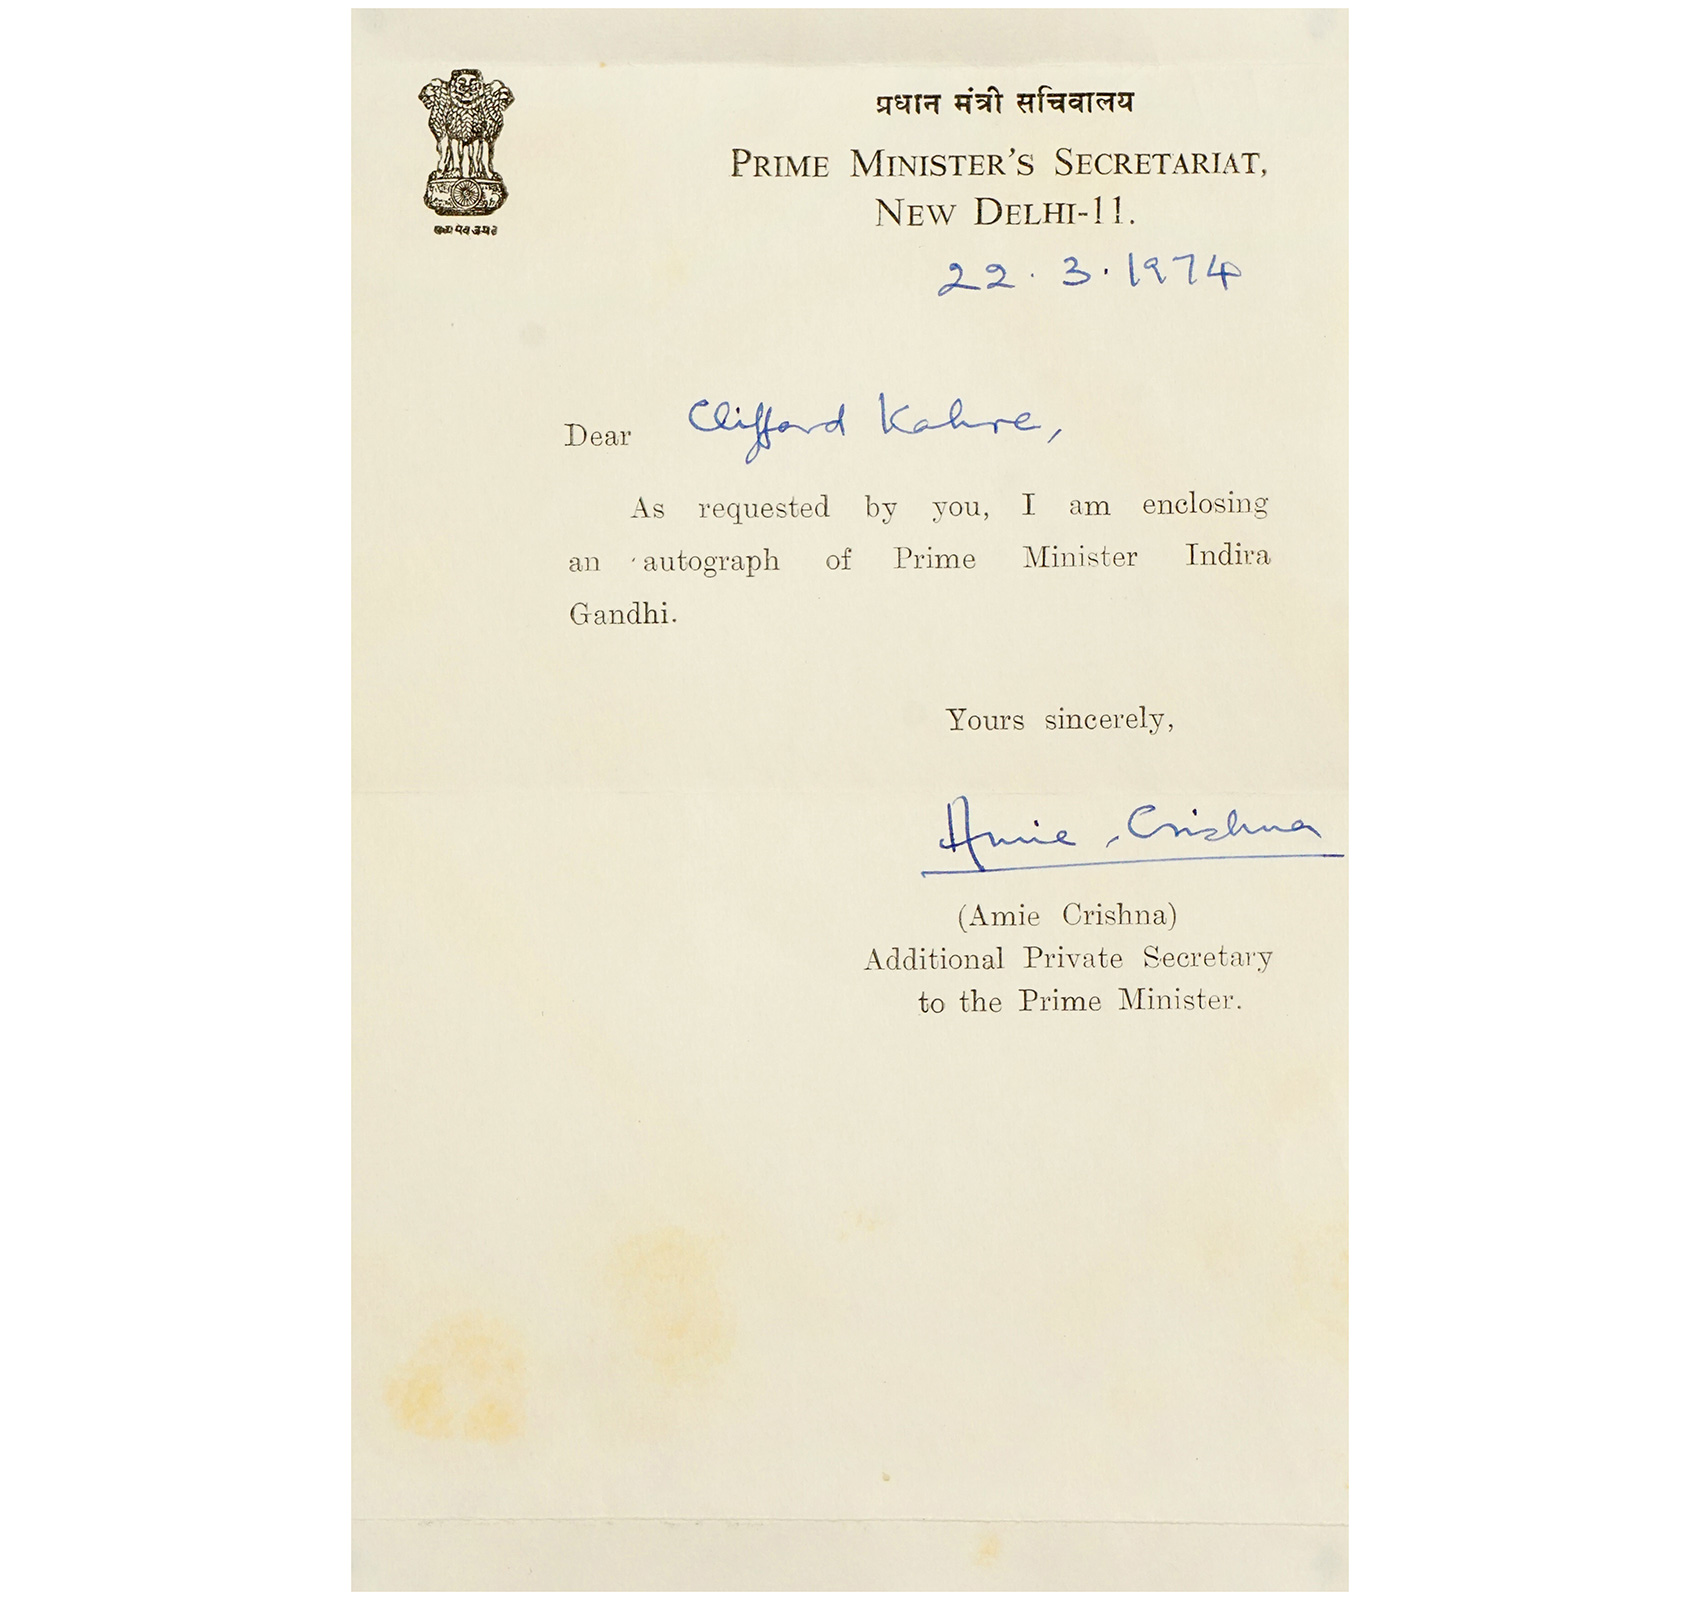 प्रधान मंत्री सचिवालय
PRIME MINISTER'S SECRETARIAT,
NEW DELHI-11.
22.3.1974
Dear Clifford Kahre,
As requested by you, I am enclosing
an autograph of Prime Minister Indira
Gandhi.
Yours sincerely,
Amie Crishna
(Amie Crishna)
Additional Private Secretary
to the Prime Minister.